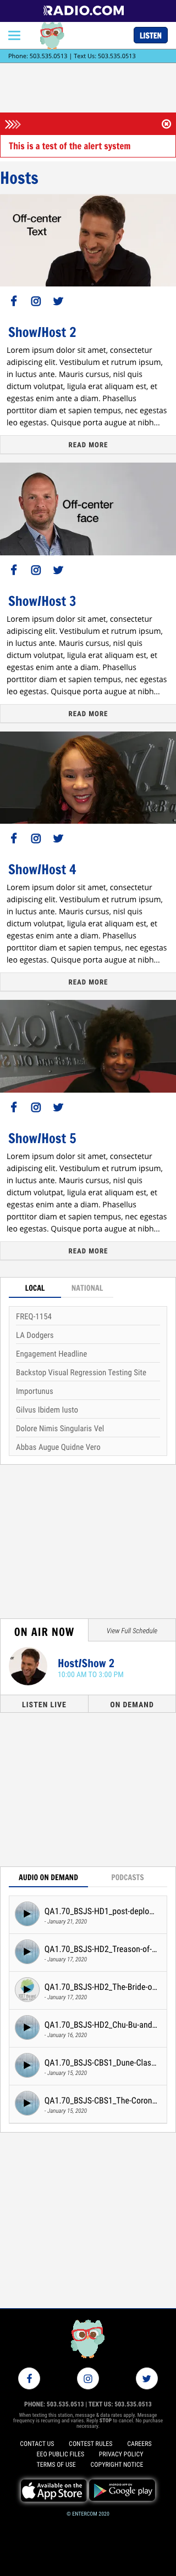 RADIO.COM
LISTEN
Phone: 503.535.0513 | Text Us: 503.535.0513
This is a test of the alert system
Hosts
Off-center
Text
Show/Host 2
Lorem ipsum dolor sit amet, consectetur
adipiscing elit. Vestibulum et rutrum ipsum,
in luctus ante. Mauris cursus, nisl quis
dictum volutpat, ligula erat aliquam est, et
egestas enim ante a diam. Phasellus
porttitor diam et sapien tempus, nec egestas
leo egestas. Quisque porta augue at nibh...
READ MORE
Off-center
face
Show/Host 3
Lorem ipsum dolor sit amet, consectetur
adipiscing elit. Vestibulum et rutrum ipsum,
in luctus ante. Mauris cursus, nisl quis
dictum volutpat, ligula erat aliquam est, et
egestas enim ante a diam. Phasellus
porttitor diam et sapien tempus, nec egestas
leo egestas. Quisque porta augue at nibh...
READ MORE
Show/Host 4
Lorem ipsum dolor sit amet, consectetur
adipiscing elit. Vestibulum et rutrum ipsum,
in luctus ante. Mauris cursus, nisl quis
dictum volutpat, ligula erat aliquam est, et
egestas enim ante a diam. Phasellus
porttitor diam et sapien tempus, nec egestas
leo egestas. Quisque porta augue at nibh...
READ MORE
Show/Host 5
Lorem ipsum dolor sit amet, consectetur
adipiscing elit. Vestibulum et rutrum ipsum,
in luctus ante. Mauris cursus, nisl quis
dictum volutpat, ligula erat aliquam est, et
egestas enim ante a diam. Phasellus
porttitor diam et sapien tempus, nec egestas
leo egestas. Quisque porta augue at nibh...
READ MORE
LOCAL NATIONAL
FREQ-1154
LA Dodgers
Engagement Headline
Backstop Visual Regression Testing Site
Importunus
Gilvus Ibidem Iusto
Dolore Nimis Singularis Vel
Abbas Augue Quidne Vero
ON AIR NOW
View Full Schedule
Host/Show 2
10:00 AM TO 3:00 PM
LISTEN LIVE ON DEMAND
AUDIO ON DEMAND PODCASTS
QA1.70_BSJS-HD1_post-deplo...
- January 21, 2020
QA1.70_BSJS-HD2_Treason-of-...
- January 17, 2020
QA1.70_BSJS-HD2_The-Bride-o...
- January 17, 2020
QA1.70_BSJS-HD2_Chu-Bu-and...
- January 16, 2020
QA1.70_BSJS-CBS1_Dune-Clas...
- January 15, 2020
QA1.70_BSJS-CBS1_The-Coron...
- January 15, 2020
PHONE: 503.535.0513 | TEXT US: 503.535.0513
When texting this station, message & data rates apply. Message
frequency is recurring and varies. Reply STOP to cancel. No purchase
necessary.
CONTACT US CONTEST RULES CAREERS
EEO PUBLIC FILES PRIVACY POLICY
TERMS OF USE COPYRIGHT NOTICE
Available on the
App Store
GET IT ON
Google play
© ENTERCOM 2020